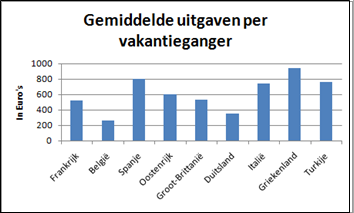 Gemiddelde uitgaven per
vakantieganger
In Euro's
1000
800
600
400
200
0
Frankrijk
België
Spanje
Oostenrijk
Groot-Brittanië
Duitsland
Italië
Griekenland
Turkije